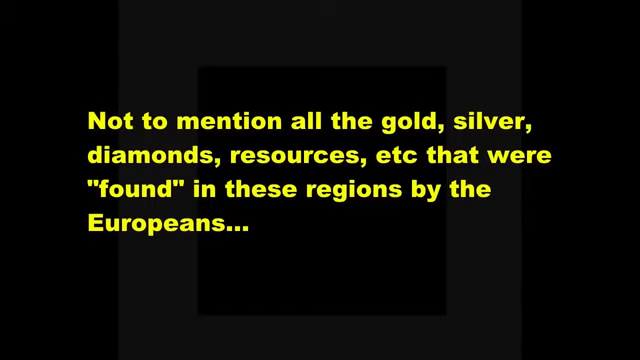 Not to mention all the gold, silver,
diamonds, resources, etc that were
"found" in these regions by the
Europeans...